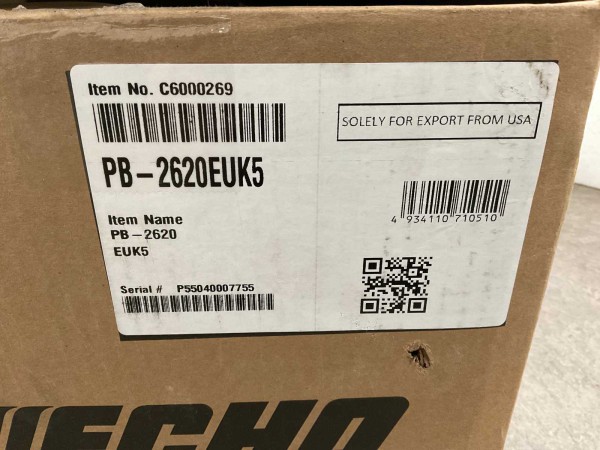 Item No. C6000269
SOLELY FOR EXPORT FROM USA
PB-2620EUK5
4 934110 710510
Item Name
PB-2620
EUK5
Serial # P55040007755
ECHO